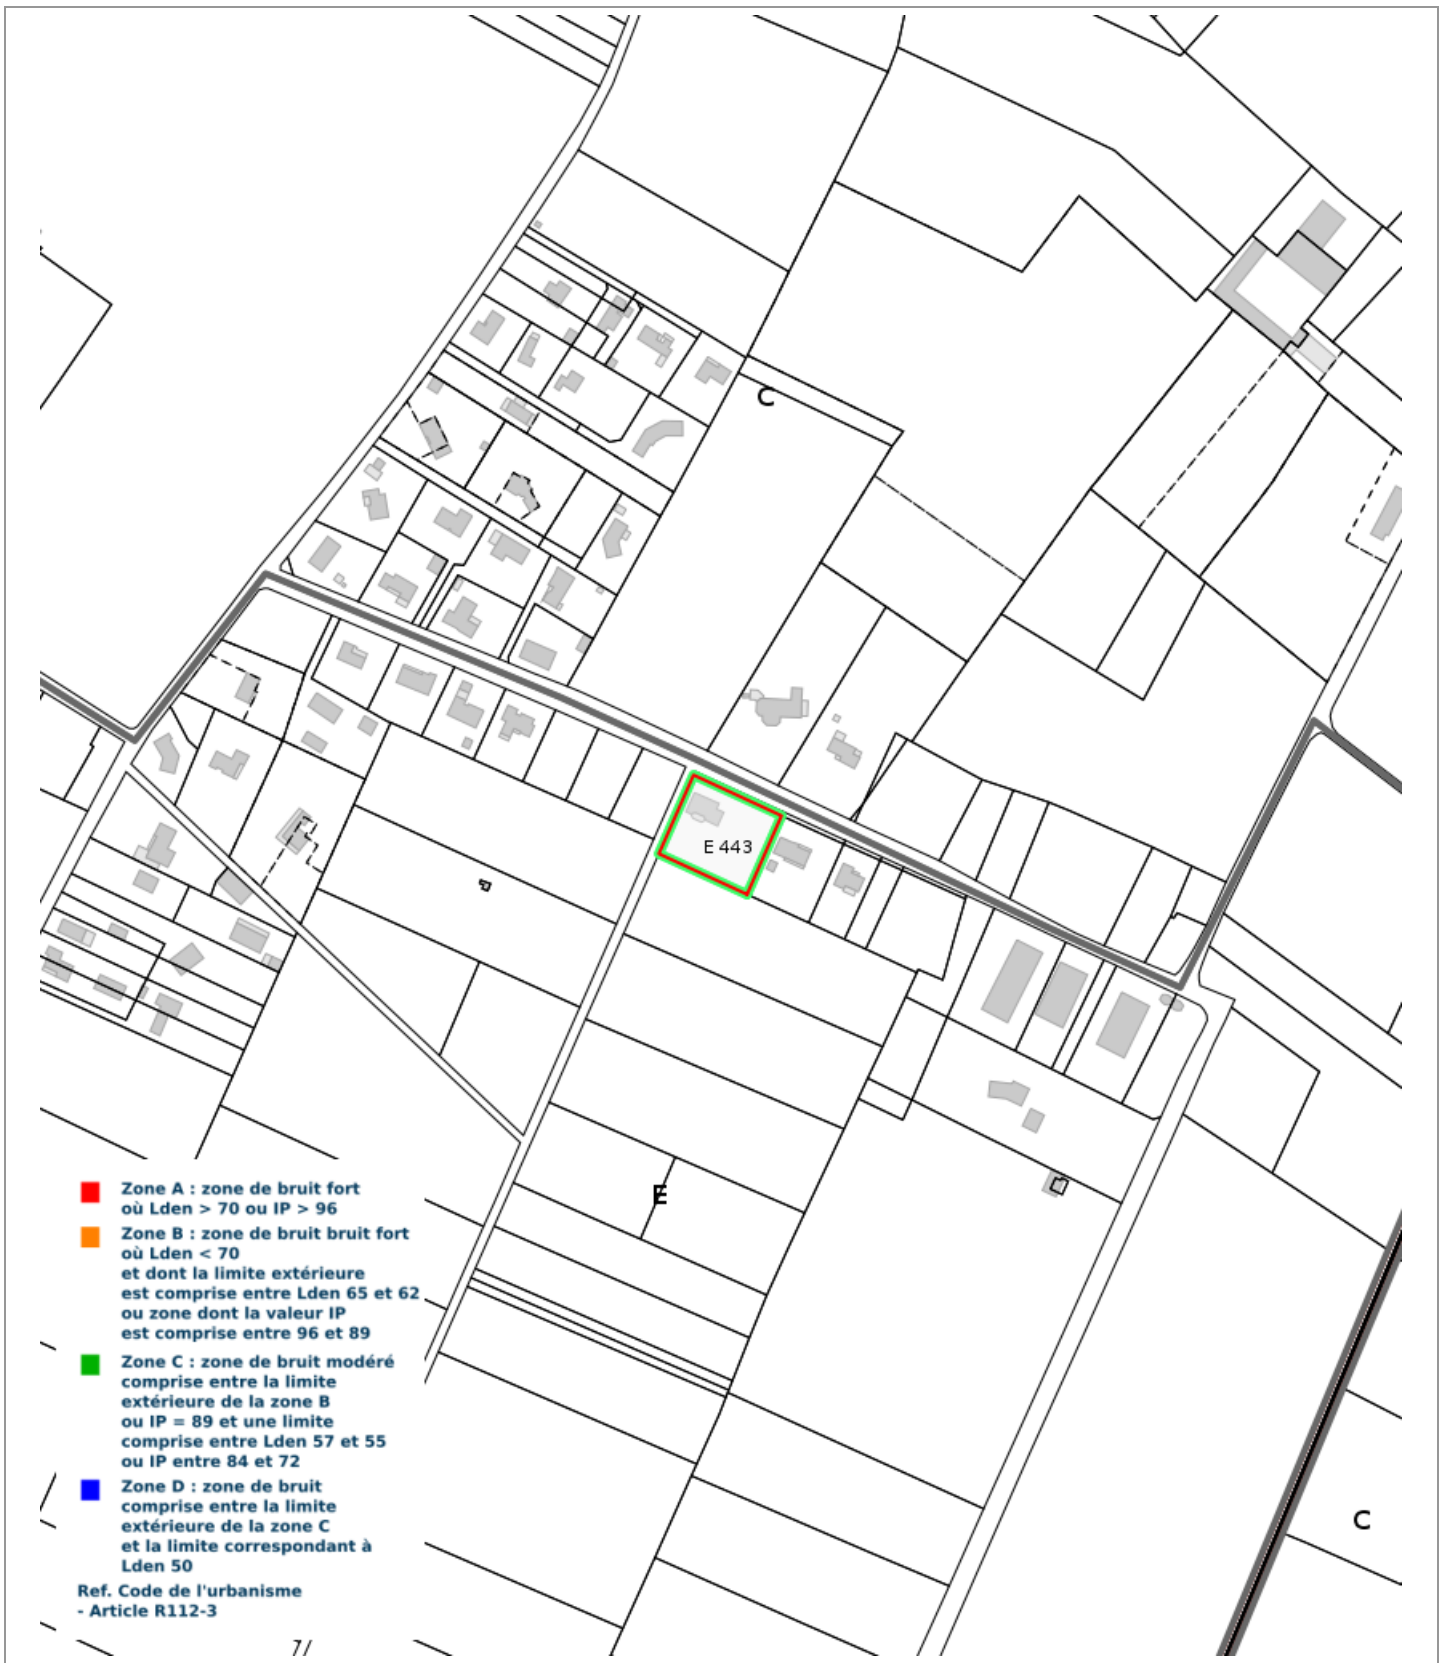 C
E 443
E
Zone A : zone de bruit fort
où Lden > 70 ou IP > 96
Zone B : zone de bruit bruit fort
où Lden < 70
et dont la limite extérieure
est comprise entre Lden 65 et 62
ou zone dont la valeur IP
est comprise entre 96 et 89
Zone C : zone de bruit modéré
comprise entre la limite
extérieure de la zone B
ou IP = 89 et une limite
comprise entre Lden 57 et 55
ou IP entre 84 et 72
Zone D : zone de bruit
comprise entre la limite
extérieure de la zone C
et la limite correspondant à
Lden 50
Ref. Code de l'urbanisme
- Article R112-3
C